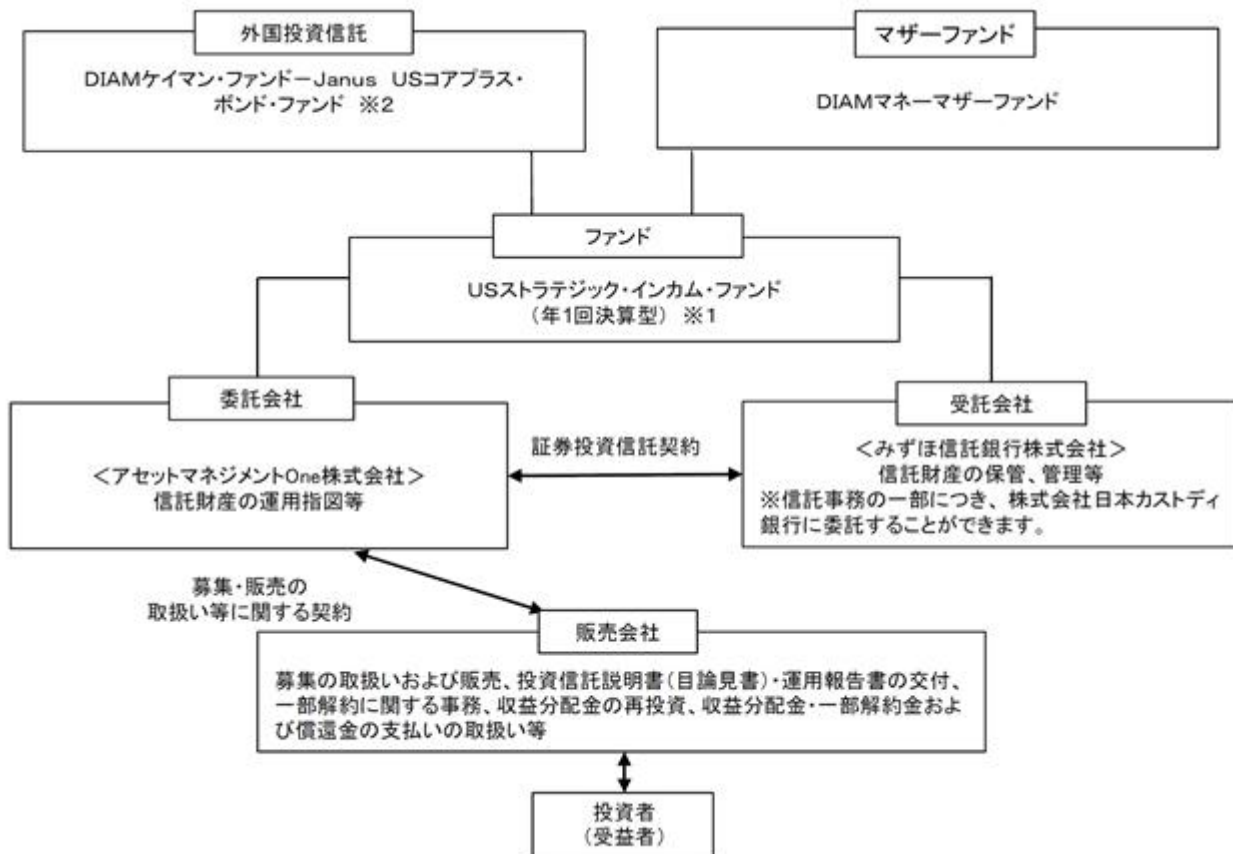 外国投資信託
DIAMケイマン・ファンド－Janus USコアプラス・
ボンド・ファンド ※2
マザーファンド
DIAMマネーマザーファンド
ファンド
USストラテジック・インカム・ファンド
(年1回決算型) ※1
委託会社
＜アセットマネジメントOne株式会社＞
信託財産の運用指図等
証券投資信託契約
受託会社
＜みずほ信託銀行株式会社＞
信託財産の保管、管理等
※信託事務の一部につき、株式会社日本カストディ
銀行に委託することができます。
募集・販売の
取扱い等に関する契約
販売会社
募集の取扱いおよび販売、投資信託説明書(目論見書)・運用報告書の交付、
一部解約に関する事務、収益分配金の再投資、収益分配金・一部解約金およ
び償還金の支払いの取扱い等
投資者
(受益者)